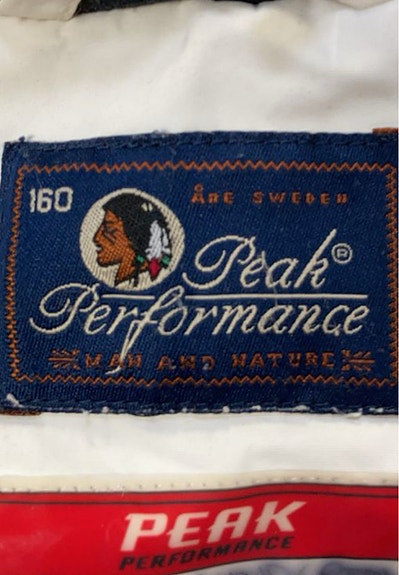 160
ÅRE SWEDEN
Peak®
Performance
MAN AND NATURE
PEAK
PERFORMANCE